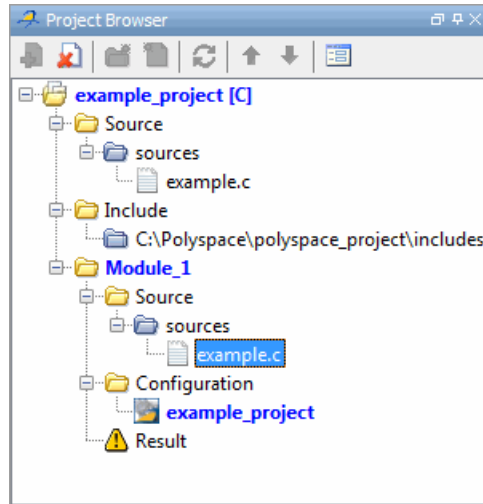 Project Browser
example_project [C]
Source
sources
example.c
Include
C:\Polyspace\polyspace_project\includes
Module_1
Source
sources
example.c
Configuration
example_project
Result